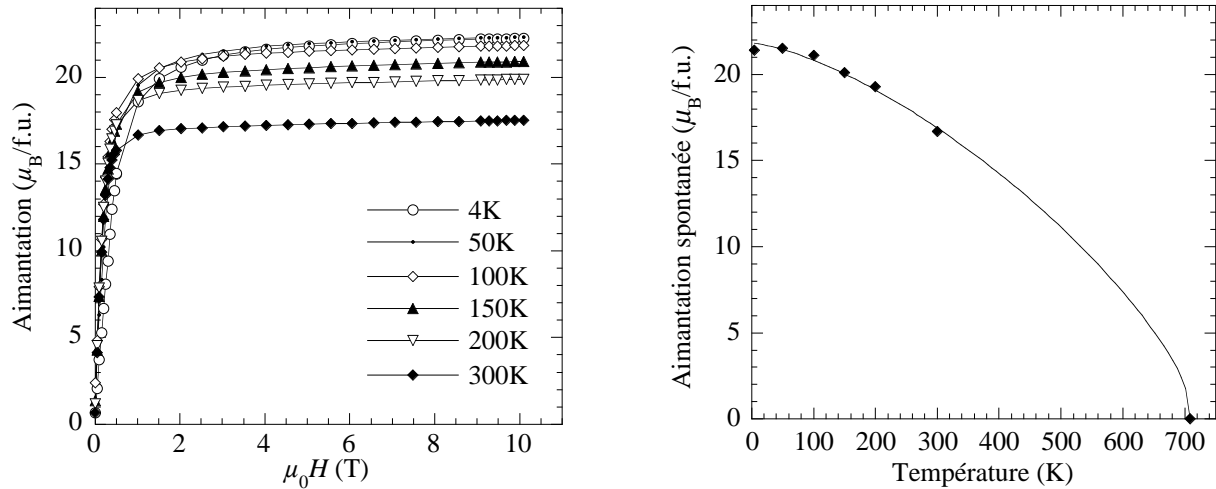 Aimantation (μB/f.u.)
20
15
10
5
0
4K
50K
100K
150K
200K
300K
0 2 4 6 8 10
μ0H (T)
Aimantation spontanée (μB/f.u.)
20
15
10
5
0
0 100 200 300 400 500 600 700
Température (K)